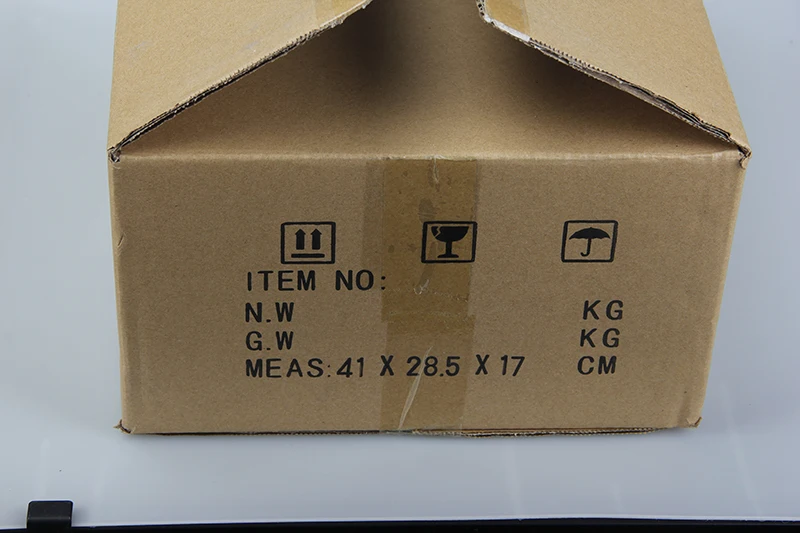 ITEM NO:
N.W KG
G.W KG
MEAS: 41 X 28.5 X 17 CM